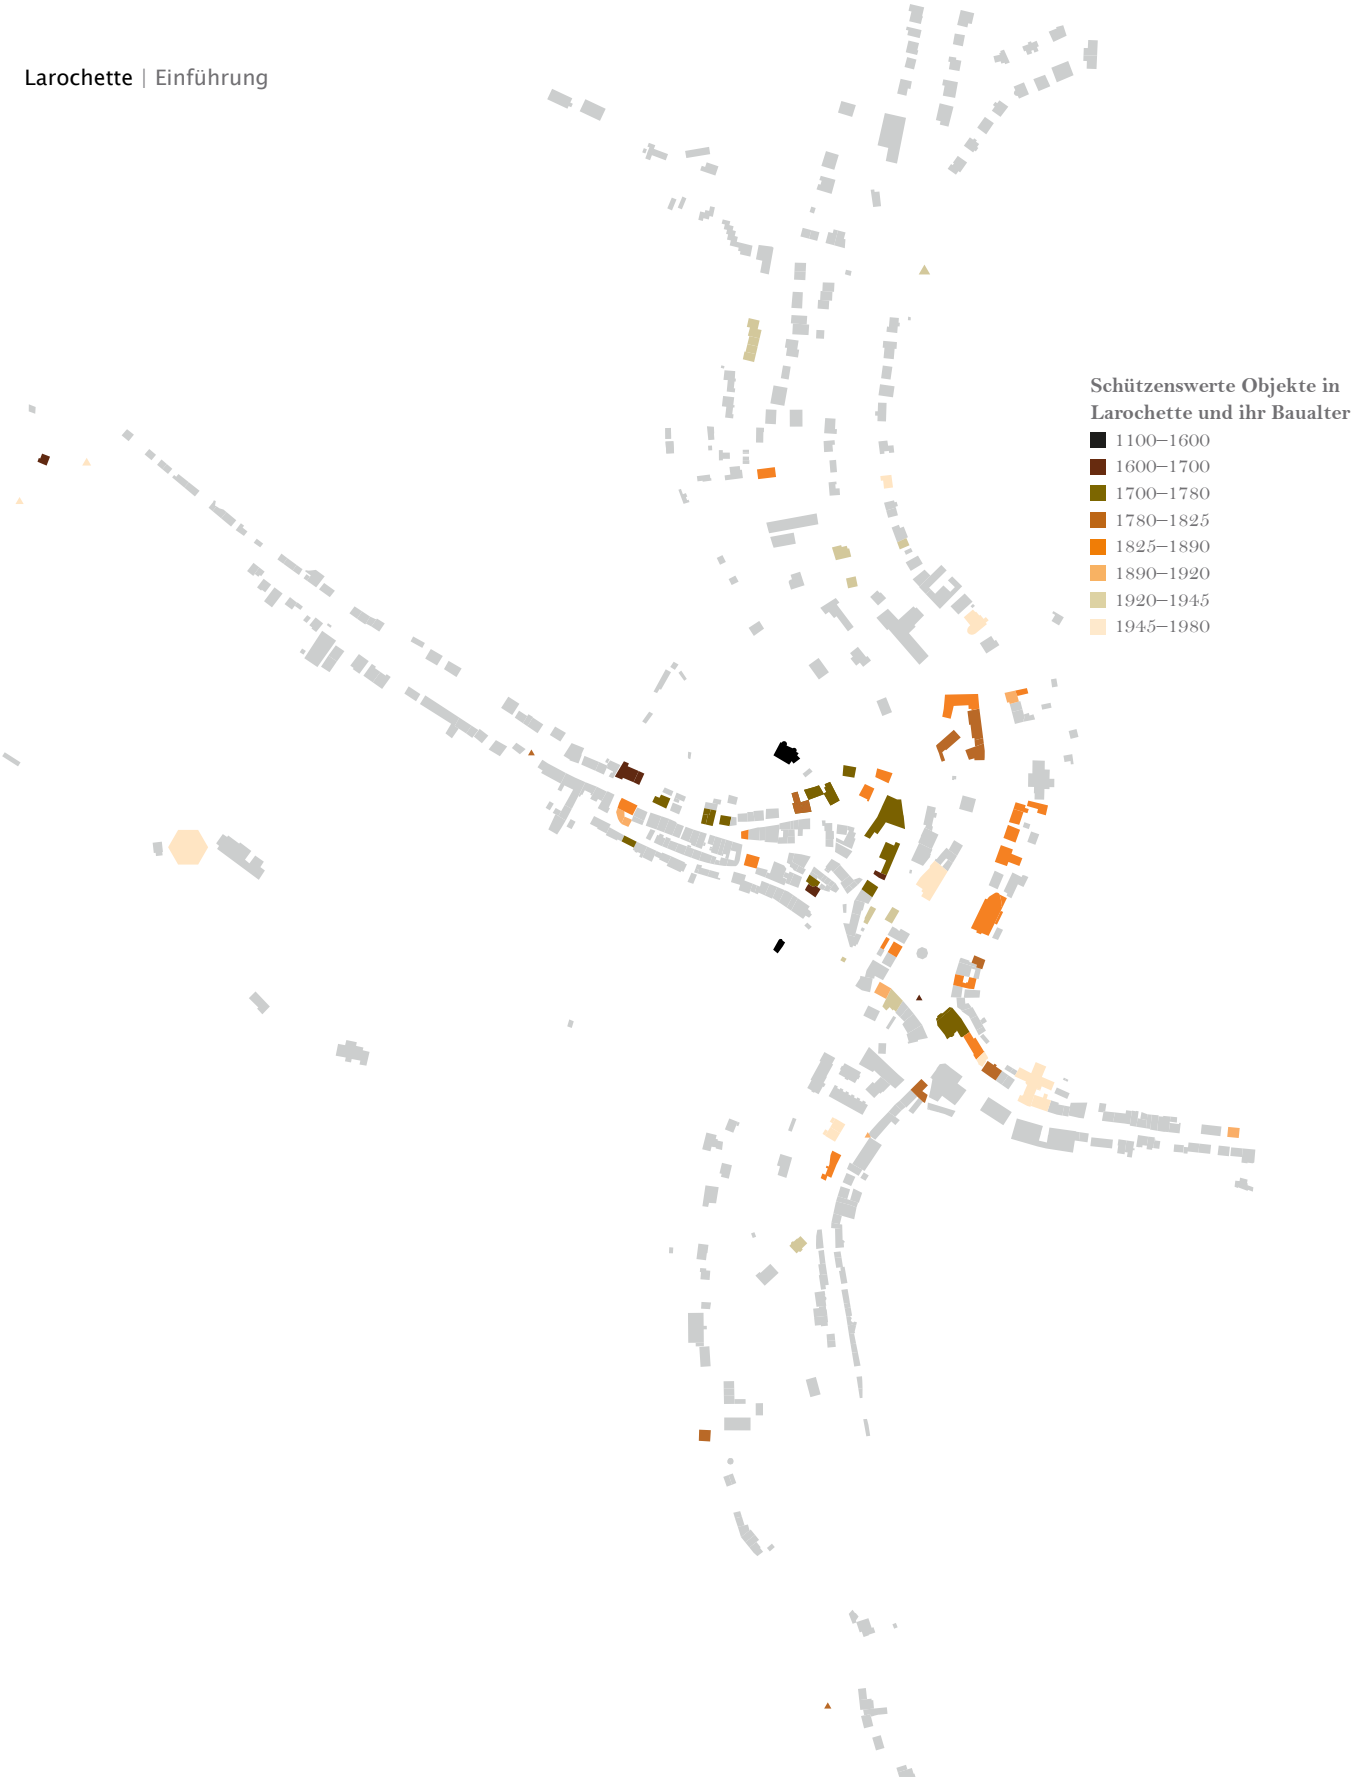 Larochette | Einführung
Schützenswerte Objekte in
Larochette und ihr Baualter
1100–1600
1600–1700
1700–1780
1780–1825
1825–1890
1890–1920
1920–1945
1945–1980